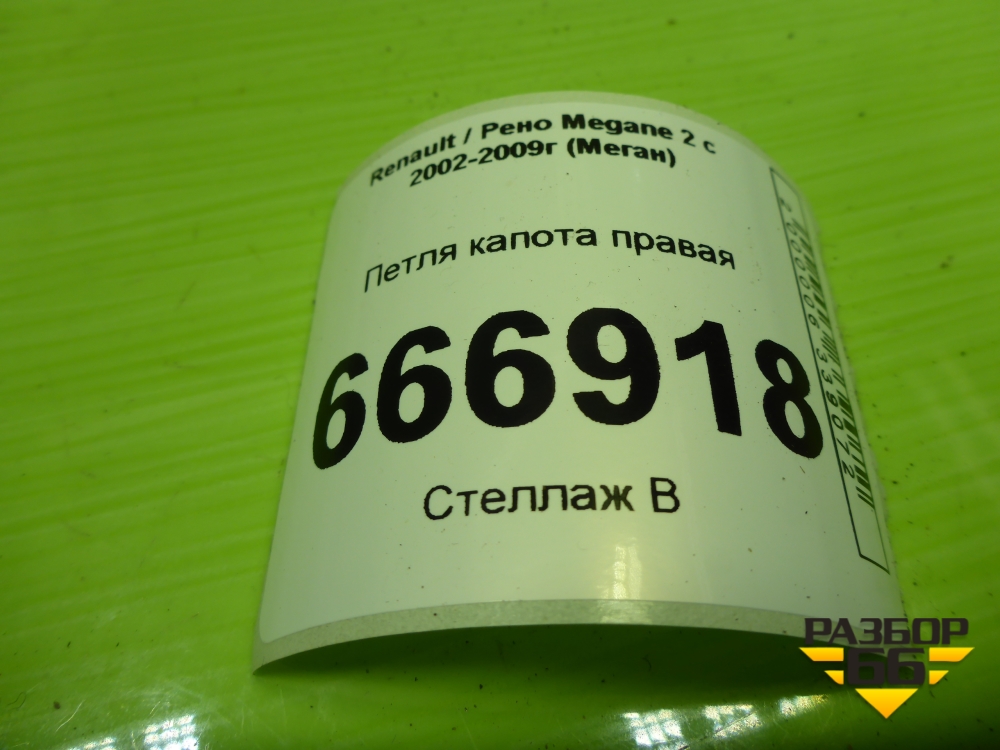 Renault / Рено Megane 2 с
2002-2009г (Меган)
Петля капота правая
666918
Стеллаж В
РАЗБОР
66